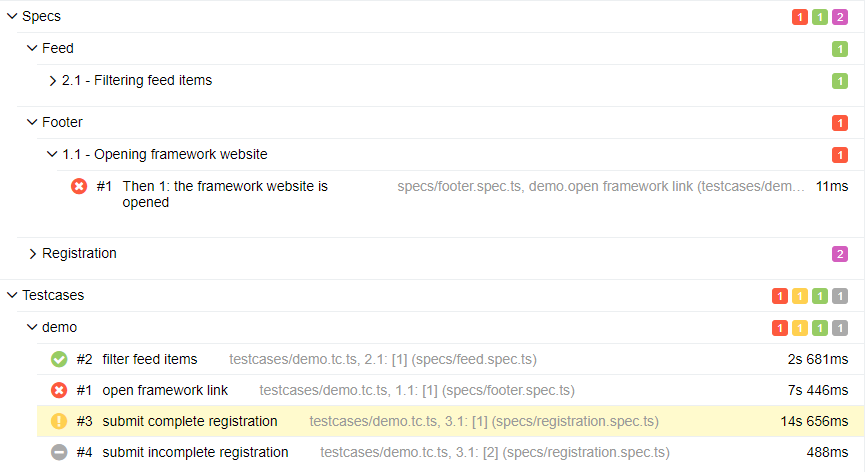 Specs 1 1 2
Feed 1
2.1 - Filtering feed items 1
Footer 1
1.1 - Opening framework website 1
#1 Then 1: the framework website is specs/footer.spec.ts, demo.open framework link (testcases/dem... 11ms
opened
Registration 2
Testcases 1 1 1 1
demo 1 1 1 1
#2 filter feed items testcases/demo.tc.ts, 2.1: [1] (specs/feed.spec.ts) 2s 681ms
#1 open framework link testcases/demo.tc.ts, 1.1: [1] (specs/footer.spec.ts) 7s 446ms
#3 submit complete registration testcases/demo.tc.ts, 3.1: [1] (specs/registration.spec.ts) 14s 656ms
#4 submit incomplete registration testcases/demo.tc.ts, 3.1: [2] (specs/registration.spec.ts) 488ms